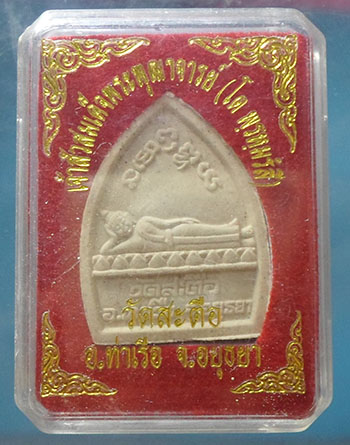 เจ้าสัวสมเด็จพระพุฒาจารย์ (โต พรหมรังสี)
วัดสะตือ
อ.ท่าเรือ จ.อยุธยา